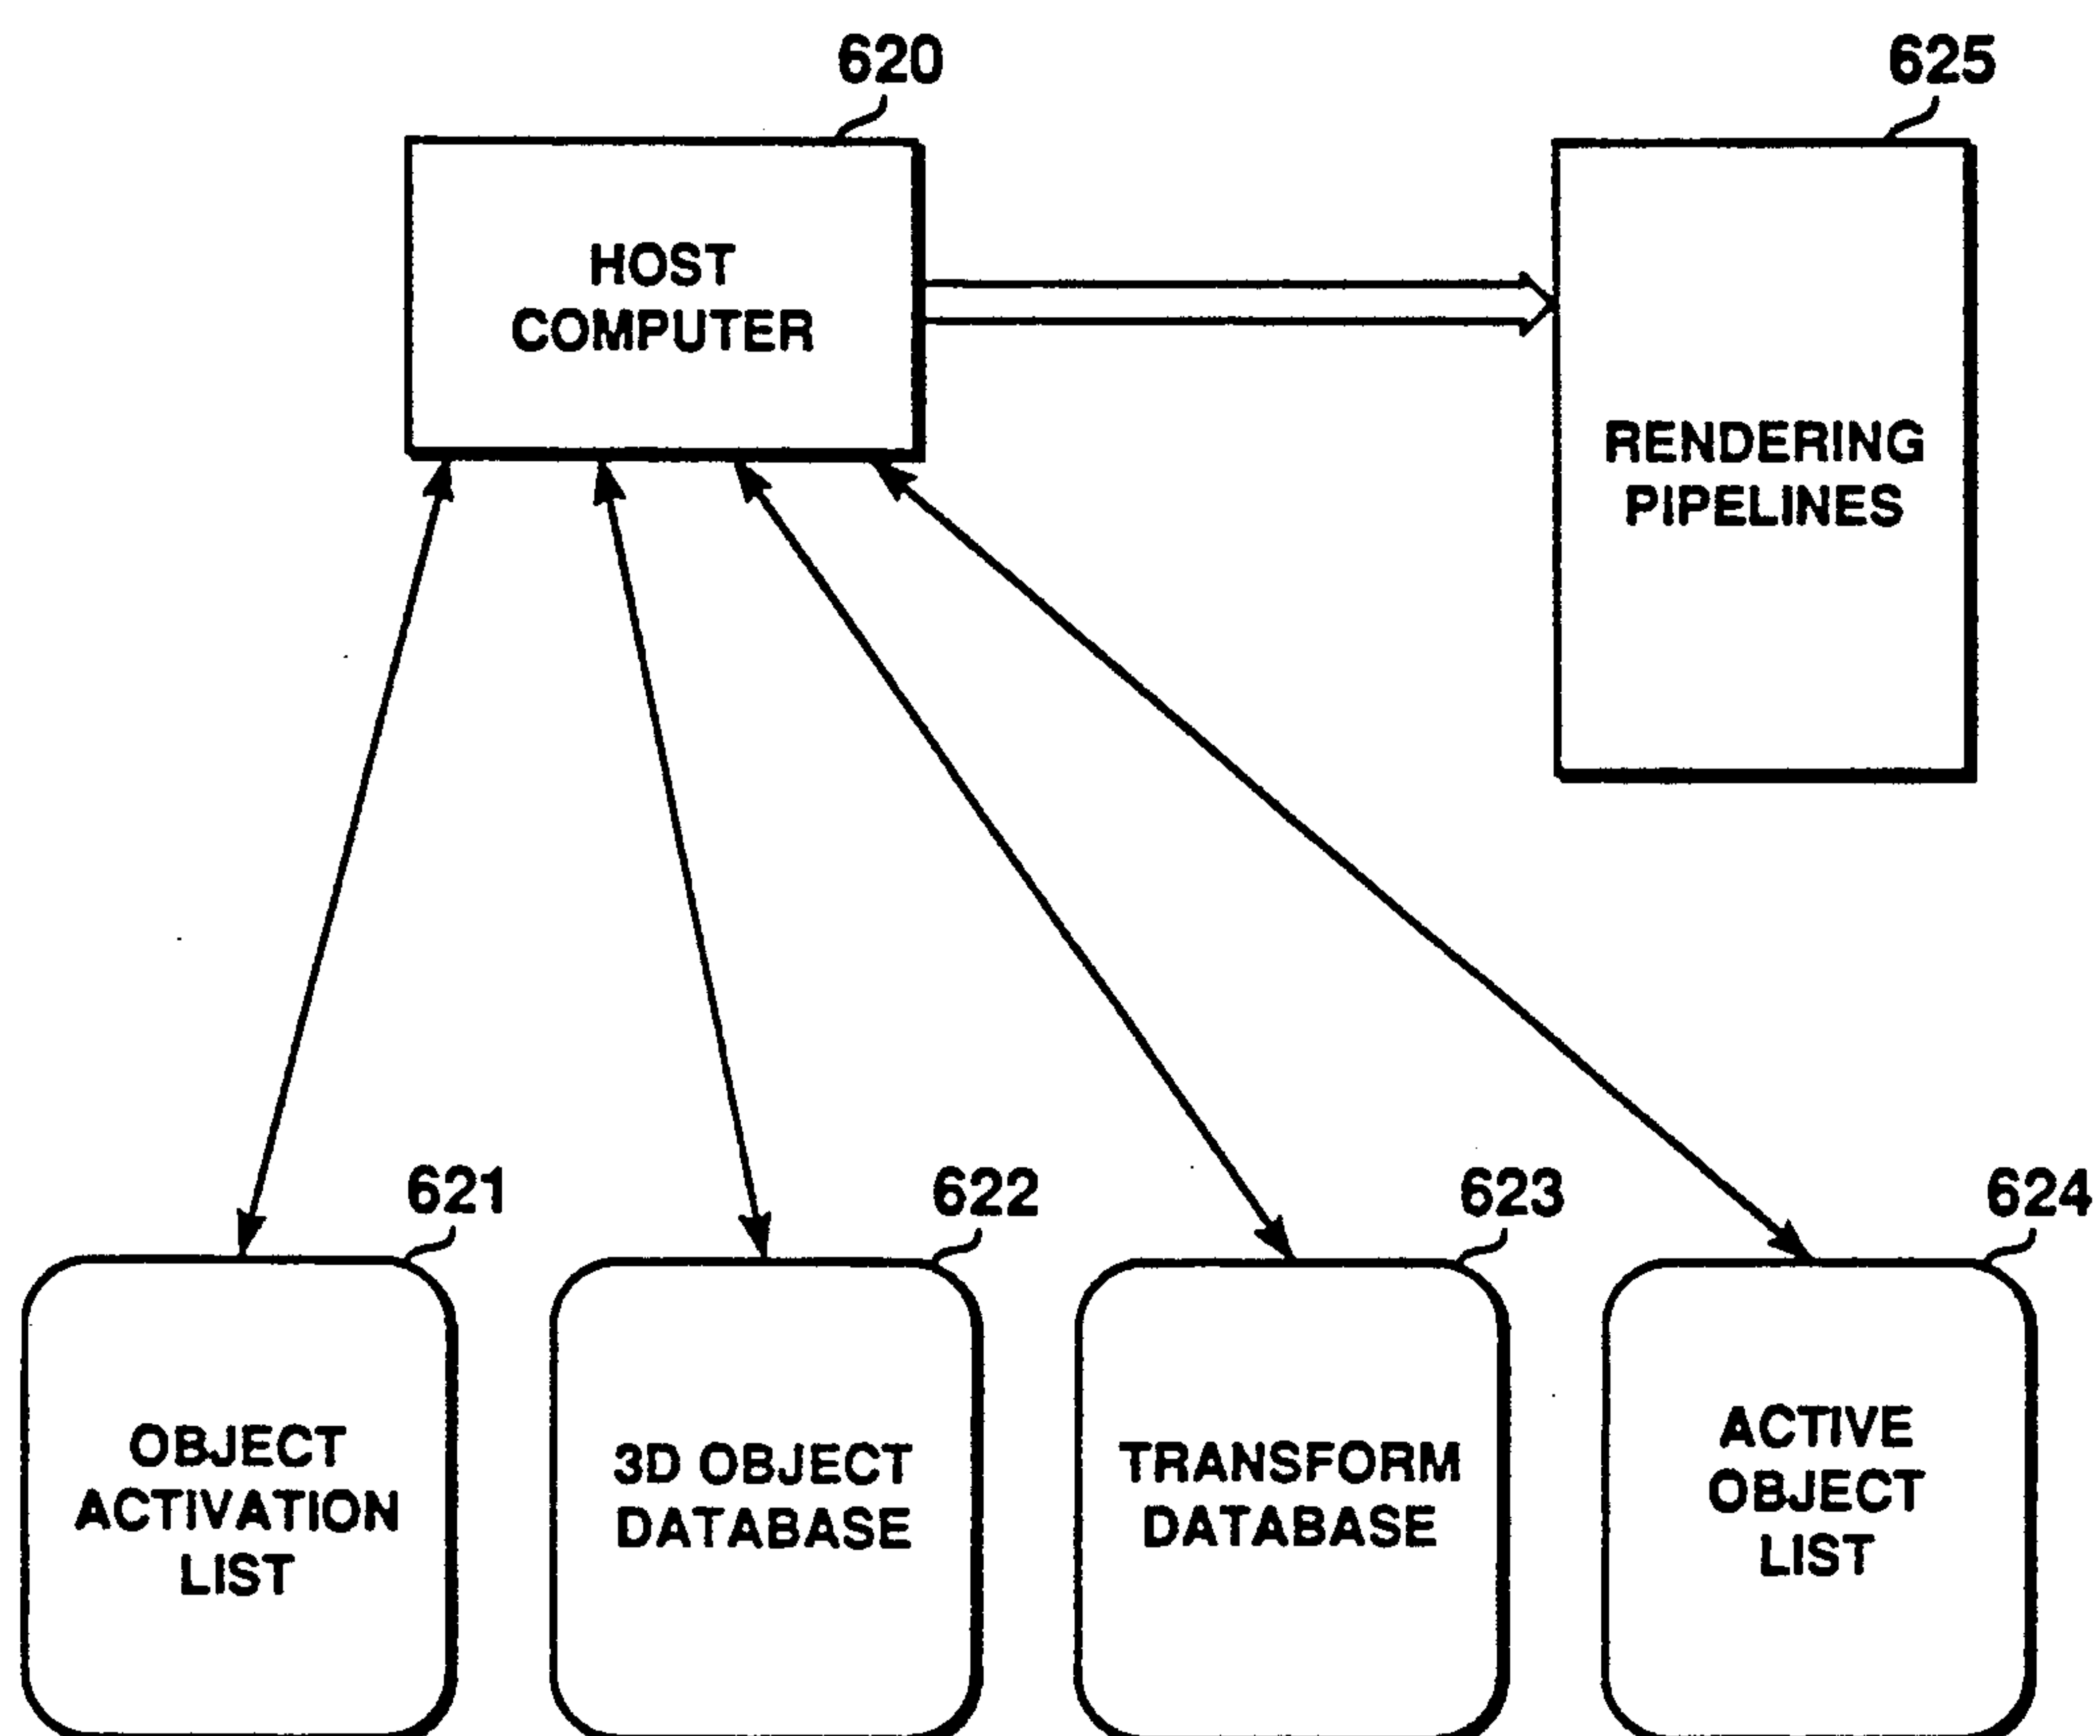 620
625
HOST
COMPUTER
RENDERING
PIPELINES
621
622
623
624
OBJECT
ACTIVATION
LIST
3D OBJECT
DATABASE
TRANSFORM
DATABASE
ACTIVE
OBJECT
LIST